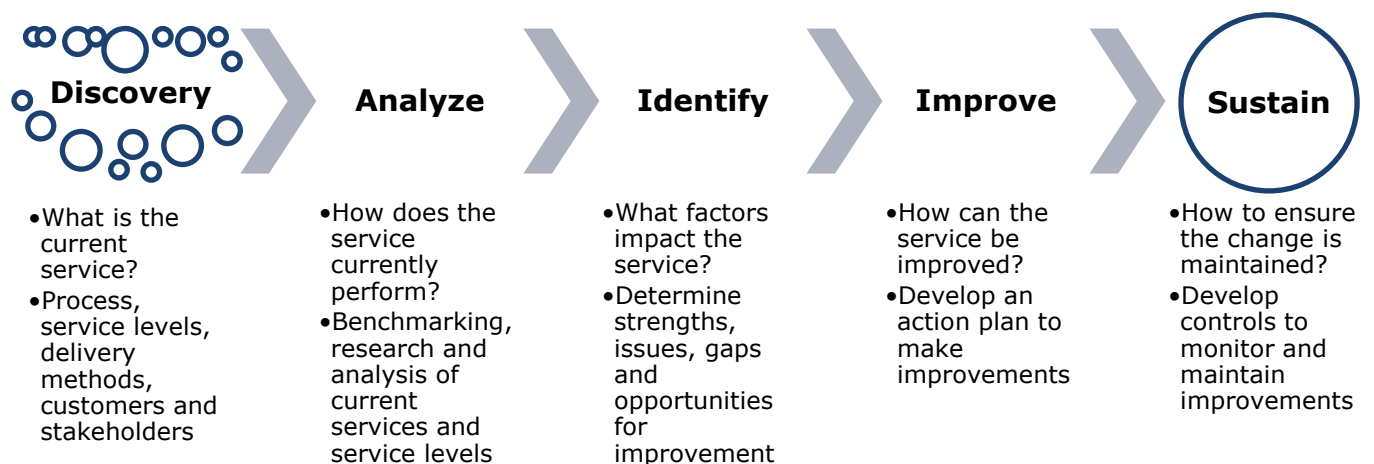 Discovery
Analyze
Identify
Improve
Sustain
•What is the
current
service?
•Process,
service levels,
delivery
methods,
customers and
stakeholders
•How does the
service
currently
perform?
•Benchmarking,
research and
analysis of
current
services and
service levels
•What factors
impact the
service?
•Determine
strengths,
issues, gaps
and
opportunities
for
improvement
•How can the
service be
improved?
•Develop an
action plan to
make
improvements
•How to ensure
the change is
maintained?
•Develop
controls to
monitor and
maintain
improvements